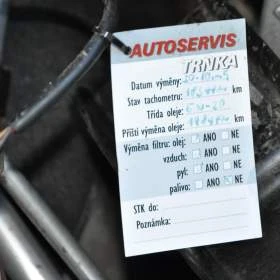 AUTOSERVIS
TRNKA
Datum výměny:
Stav tachometru: km
Třída oleje:
Příští výměna oleje: km
Výměna filtru: olej: ANO NE
vzduch: ANO NE
pyl: ANO NE
palivo: ANO NE
STK do:
Poznámka: